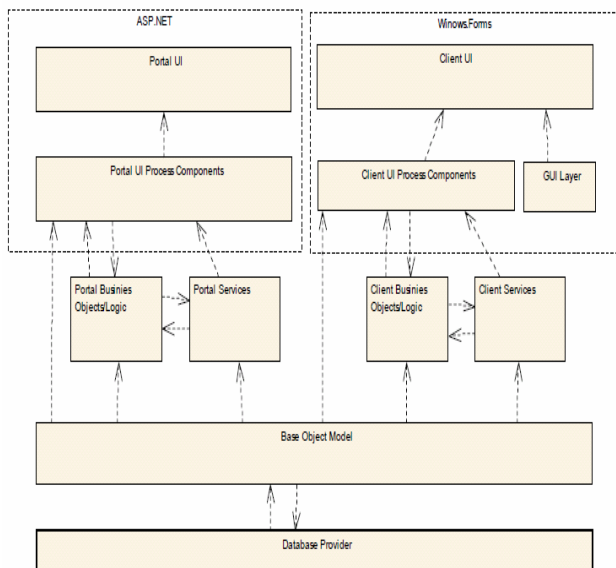 ASP.NET
Winows.Forms
Portal UI
Client UI
Portal UI Process Components
Client UI Process Components
GUI Layer
Portal Businies
Objects/Logic
Portal Services
Client Businies
Objects/Logic
Client Services
Base Object Model
Database Provider